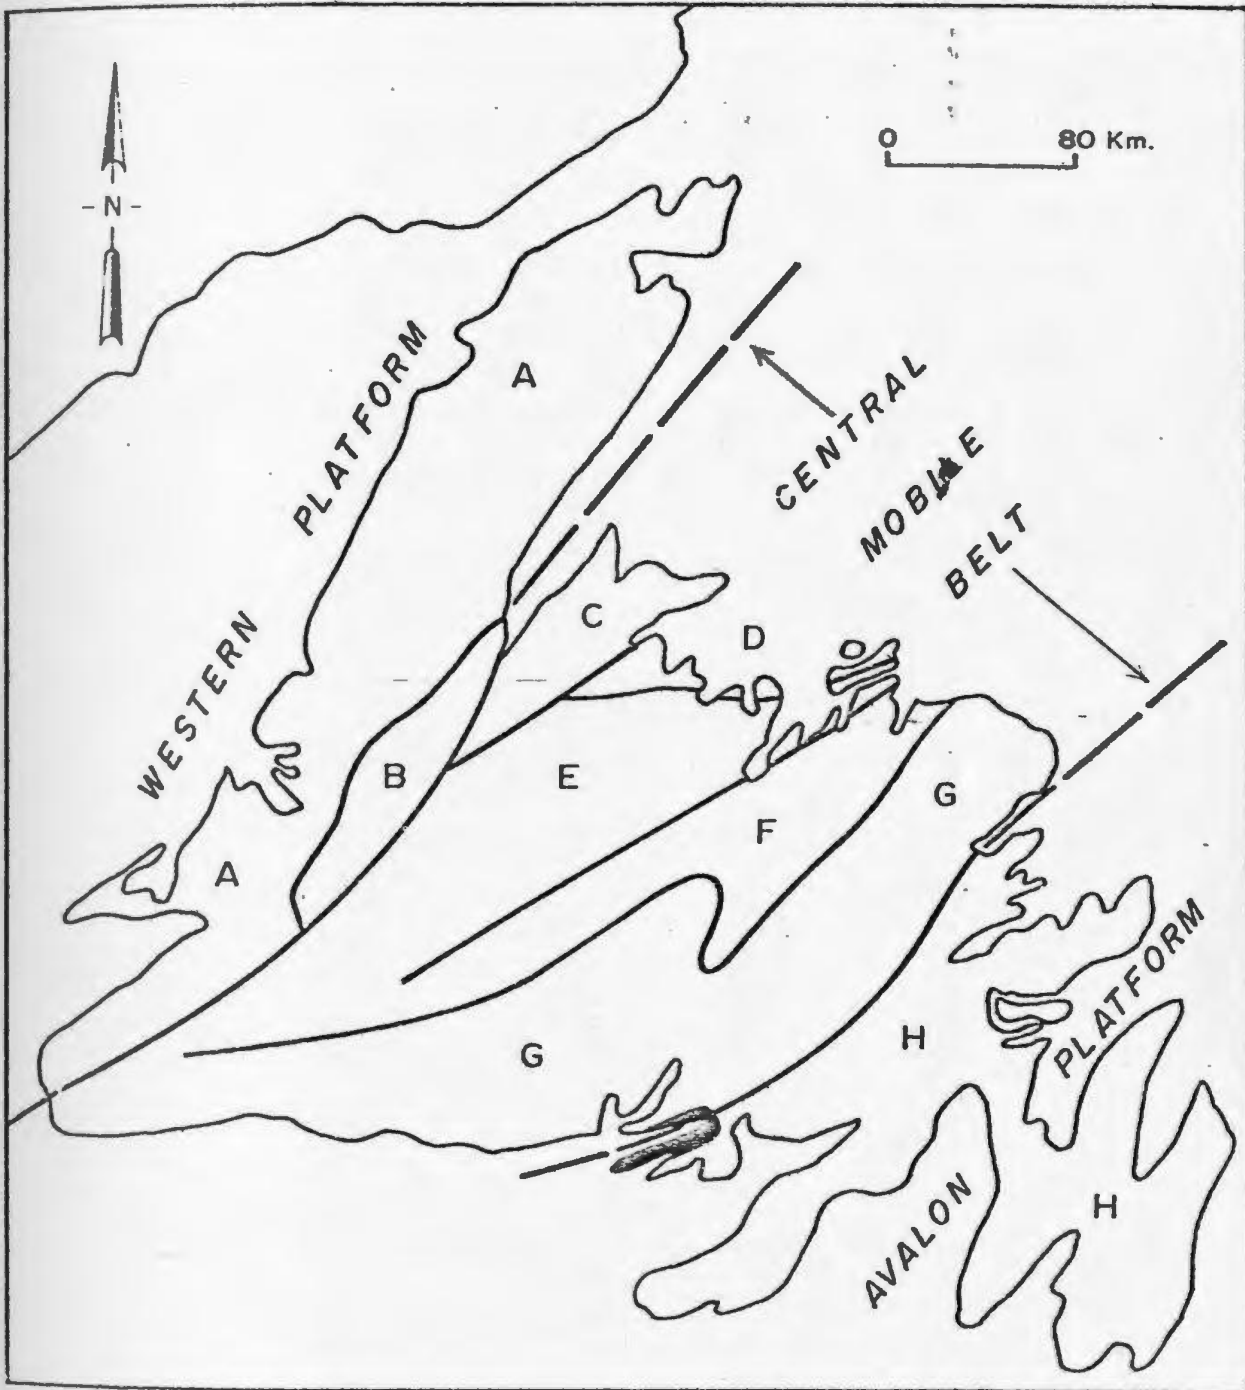 0 80 Km.
-N-
WESTERN PLATFORM
CENTRAL
MOBILE
BELT
AVALON PLATFORM
A
A
B
C
D
E
F
G
G
H
H